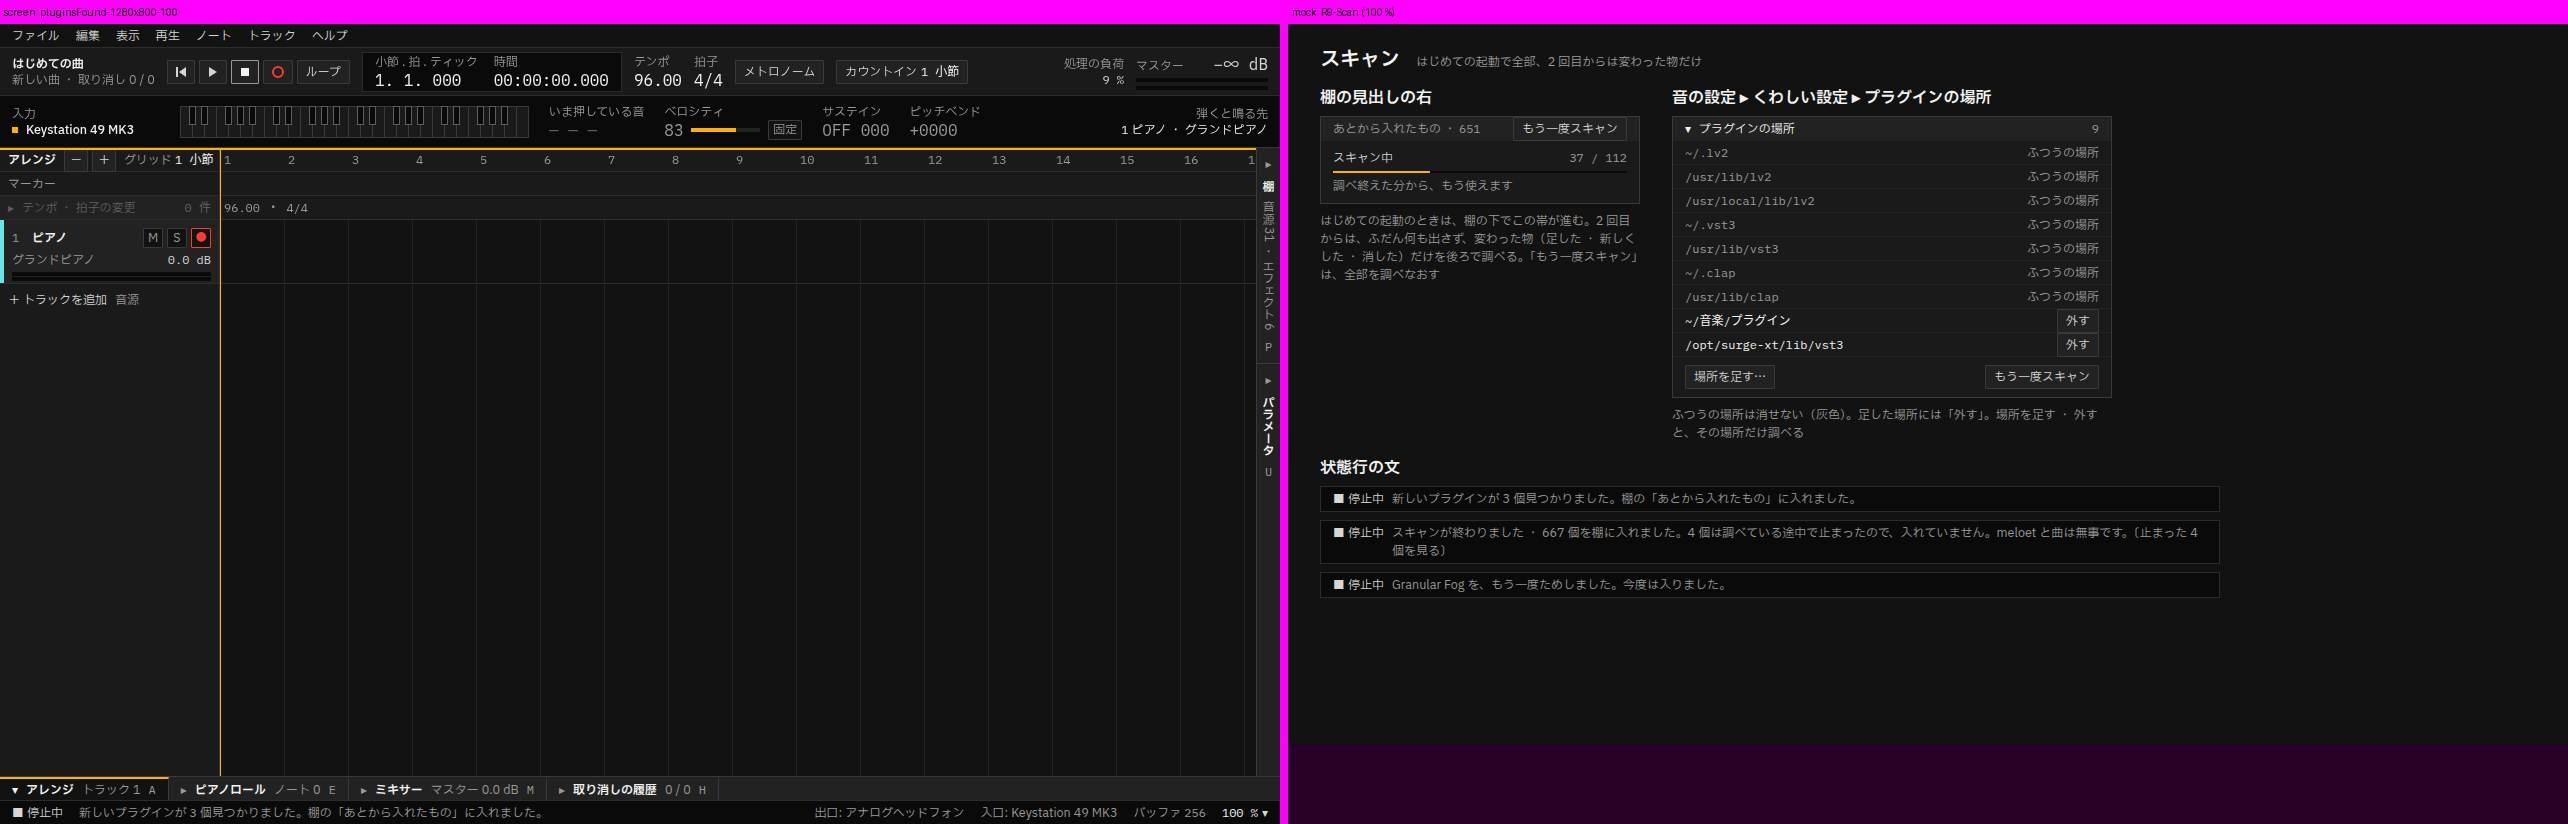 screen pluginsFound-1280x800-100
ファイル 編集 表示 再生 ノート トラック ヘルプ
はじめての曲
新しい曲 ・ 取り消し 0 / 0
ループ
小節 . 拍 . ティック 時間
1. 1. 000 00:00:00.000
テンポ 拍子
96.00 4/4
メトロノーム
カウントイン 1 小節
処理の負荷
9 %
マスター −∞ dB
入力
Keystation 49 MK3
いま押している音
— — —
ベロシティ
83 固定
サステイン
OFF 000
ピッチベンド
+0000
弾くと鳴る先
1 ピアノ ・ グランドピアノ
アレンジ − ＋ グリッド 1 小節
1 2 3 4 5 6 7 8 9 10 11 12 13 14 15 16 1
マーカー
▸ テンポ ・ 拍子の変更 0 件
96.00 ・ 4/4
1 ピアノ M S
グランドピアノ 0.0 dB
＋ トラックを追加 音源
▸ 棚 音源 31 ・ エフェクト 6 P
▸ パラメータ U
▾ アレンジ トラック 1 A
▸ ピアノロール ノート 0 E
▸ ミキサー マスター 0.0 dB M
▸ 取り消しの履歴 0 / 0 H
■ 停止中 新しいプラグインが 3 個見つかりました。棚の「あとから入れたもの」に入れました。
出口: アナログヘッドフォン 入口: Keystation 49 MK3 バッファ 256 100 % ▾
mock R9-Scan (100 %)
スキャン はじめての起動で全部、2 回目からは変わった物だけ
棚の見出しの右
あとから入れたもの ・ 651 もう一度スキャン
スキャン中 37 / 112
調べ終えた分から、もう使えます
はじめての起動のときは、棚の下でこの帯が進む。2 回目
からは、ふだん何も出さず、変わった物（足した ・ 新しく
した ・ 消した）だけを後ろで調べる。「もう一度スキャン」
は、全部を調べなおす
音の設定 ▸ くわしい設定 ▸ プラグインの場所
▾ プラグインの場所 9
~/.lv2 ふつうの場所
/usr/lib/lv2 ふつうの場所
/usr/local/lib/lv2 ふつうの場所
~/.vst3 ふつうの場所
/usr/lib/vst3 ふつうの場所
~/.clap ふつうの場所
/usr/lib/clap ふつうの場所
~/音楽/プラグイン 外す
/opt/surge-xt/lib/vst3 外す
場所を足す… もう一度スキャン
ふつうの場所は消せない（灰色）。足した場所には「外す」。場所を足す ・ 外す
と、その場所だけ調べる
状態行の文
■ 停止中 新しいプラグインが 3 個見つかりました。棚の「あとから入れたもの」に入れました。
■ 停止中 スキャンが終わりました ・ 667 個を棚に入れました。4 個は調べている途中で止まったので、入れていません。meloet と曲は無事です。〔止まった 4
個を見る〕
■ 停止中 Granular Fog を、もう一度ためしました。今度は入りました。